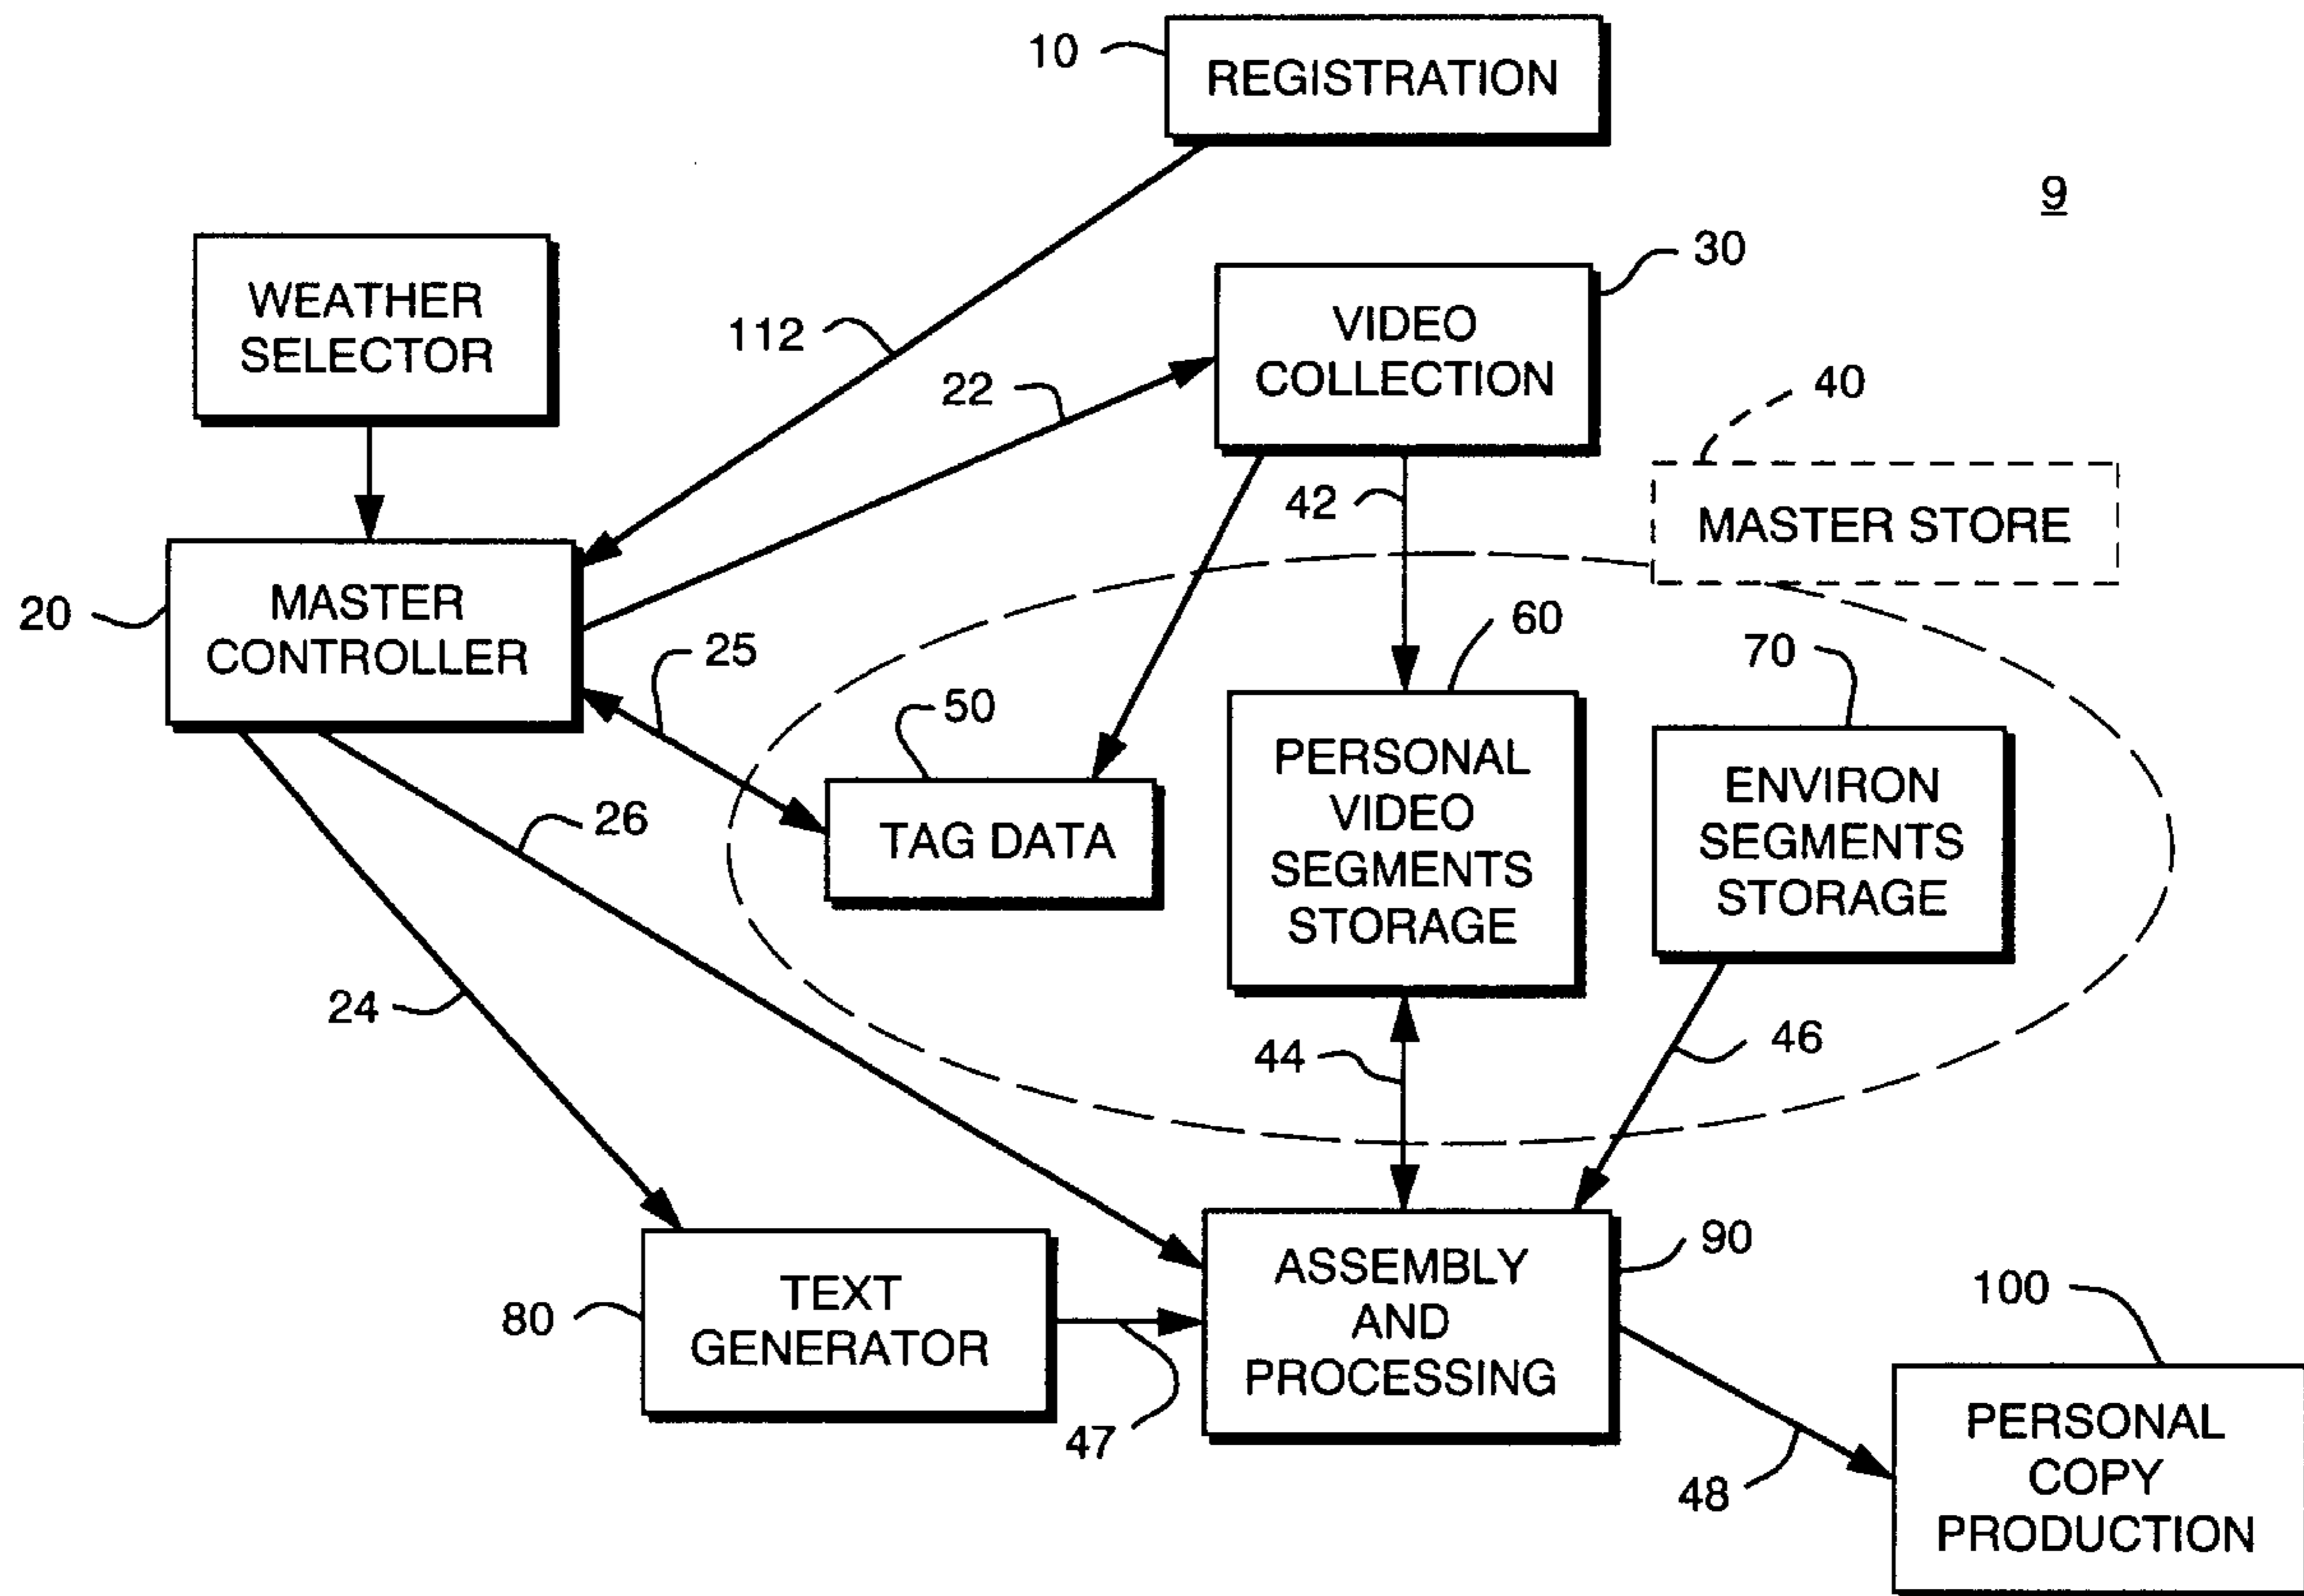 10
REGISTRATION
9
WEATHER
SELECTOR
112
22
30
VIDEO
COLLECTION
40
MASTER STORE
42
20
MASTER
CONTROLLER
25
50
TAG DATA
60
PERSONAL
VIDEO
SEGMENTS
STORAGE
70
ENVIRON
SEGMENTS
STORAGE
26
24
44
46
80
TEXT
GENERATOR
47
90
ASSEMBLY
AND
PROCESSING
48
100
PERSONAL
COPY
PRODUCTION